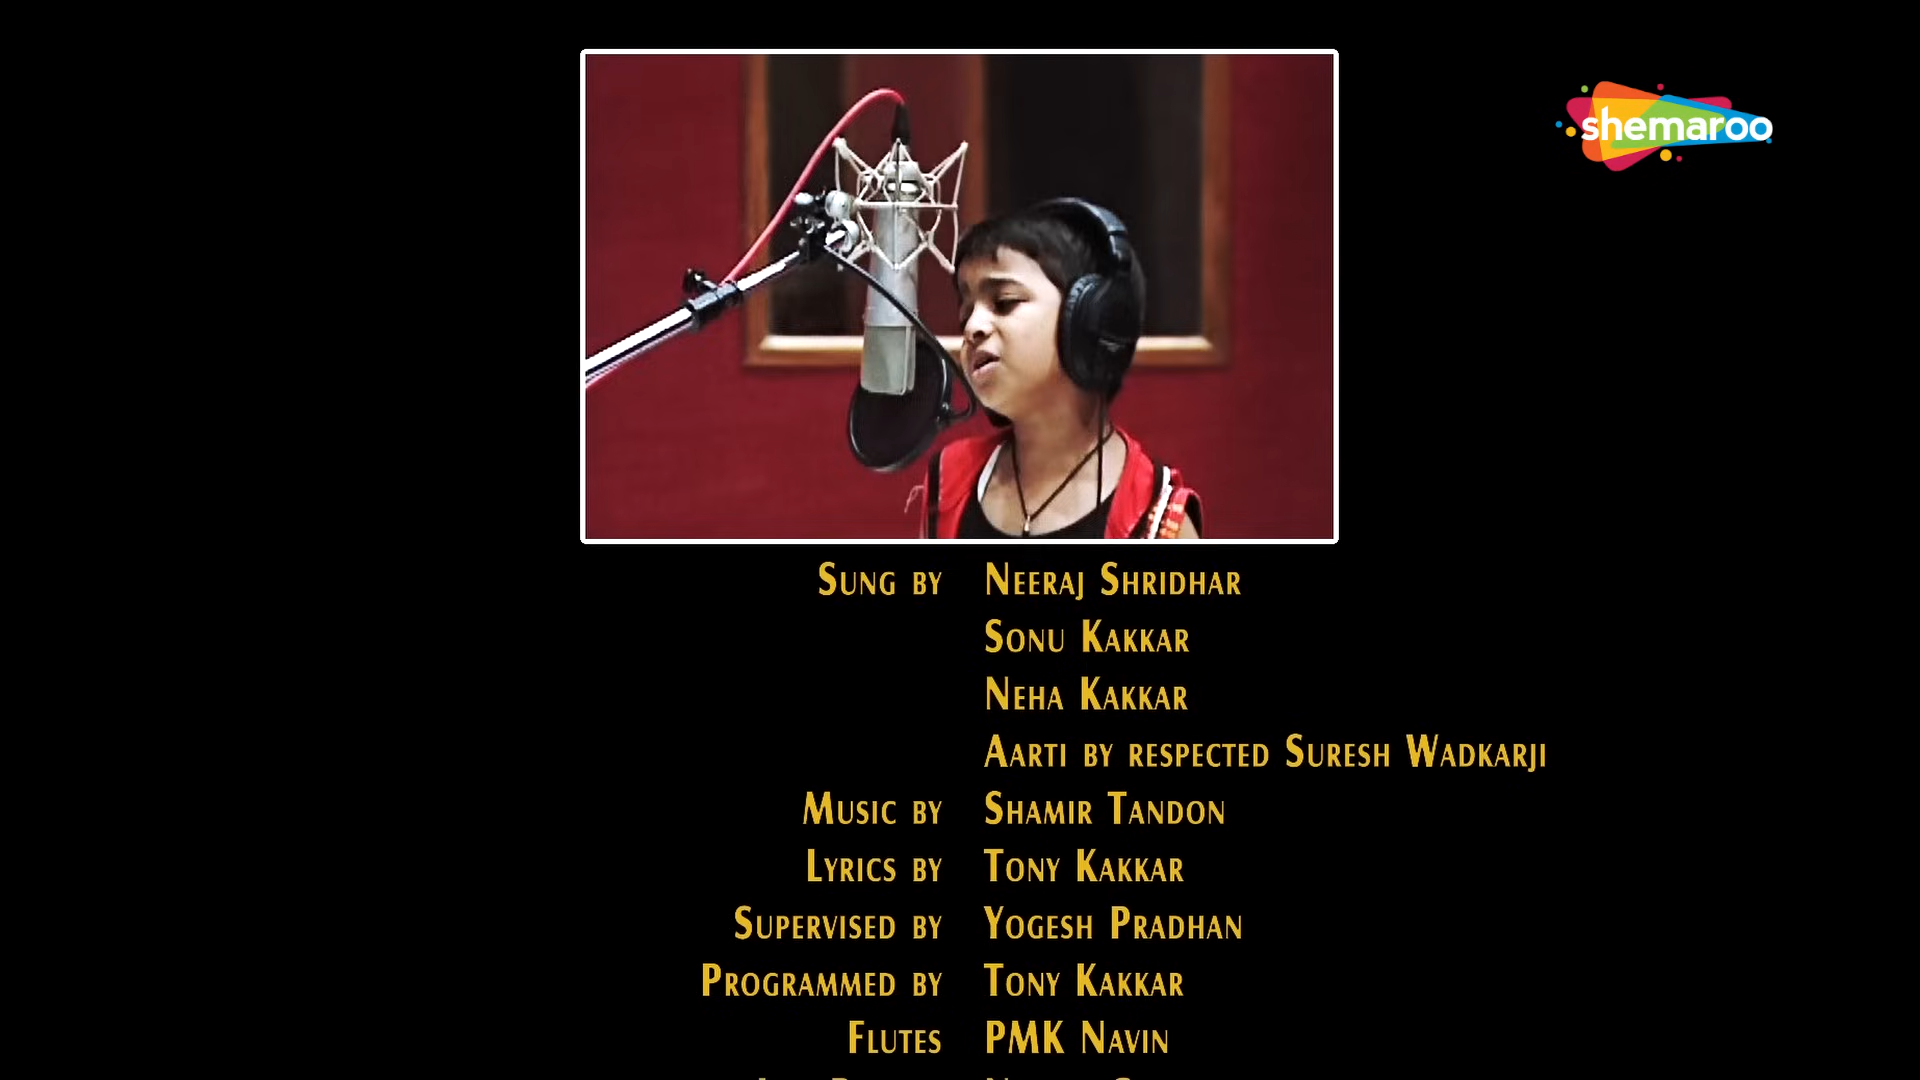 shemaroo
Sung by Neeraj Shridhar
Sonu Kakkar
Neha Kakkar
Aarti by respected Suresh Wadkarji
Music by Shamir Tandon
Lyrics by Tony Kakkar
Supervised by Yogesh Pradhan
Programmed by Tony Kakkar
Flutes PMK Navin